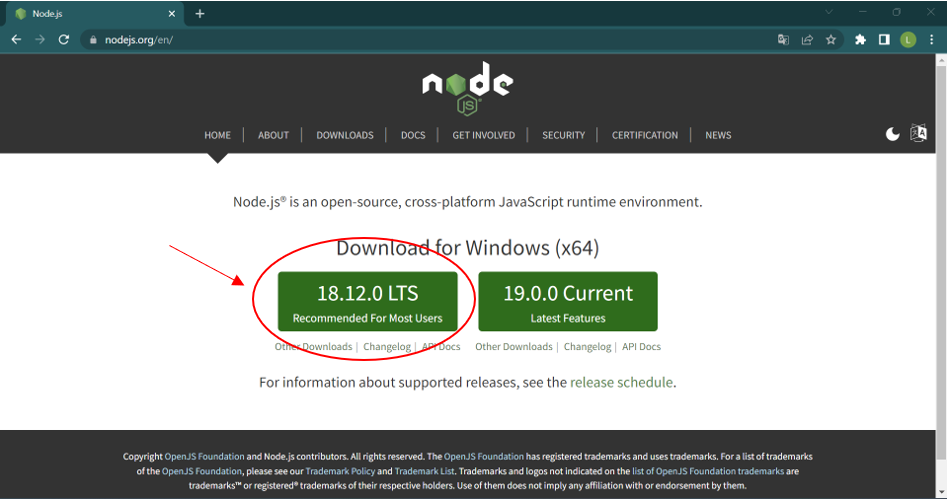 Node.js
nodejs.org/en/
L
node
JS
HOME | ABOUT | DOWNLOADS | DOCS | GET INVOLVED | SECURITY | CERTIFICATION | NEWS
Node.js® is an open-source, cross-platform JavaScript runtime environment.
Download for Windows (x64)
18.12.0 LTS
Recommended For Most Users
19.0.0 Current
Latest Features
Other Downloads | Changelog | API Docs
Other Downloads | Changelog | API Docs
For information about supported releases, see the release schedule.
Copyright OpenJS Foundation and Node.js contributors. All rights reserved. The OpenJS Foundation has registered trademarks and uses trademarks. For a list of trademarks
of the OpenJS Foundation, please see our Trademark Policy and Trademark List. Trademarks and logos not indicated on the list of OpenJS Foundation trademarks are
trademarks™ or registered® trademarks of their respective holders. Use of them does not imply any affiliation with or endorsement by them.